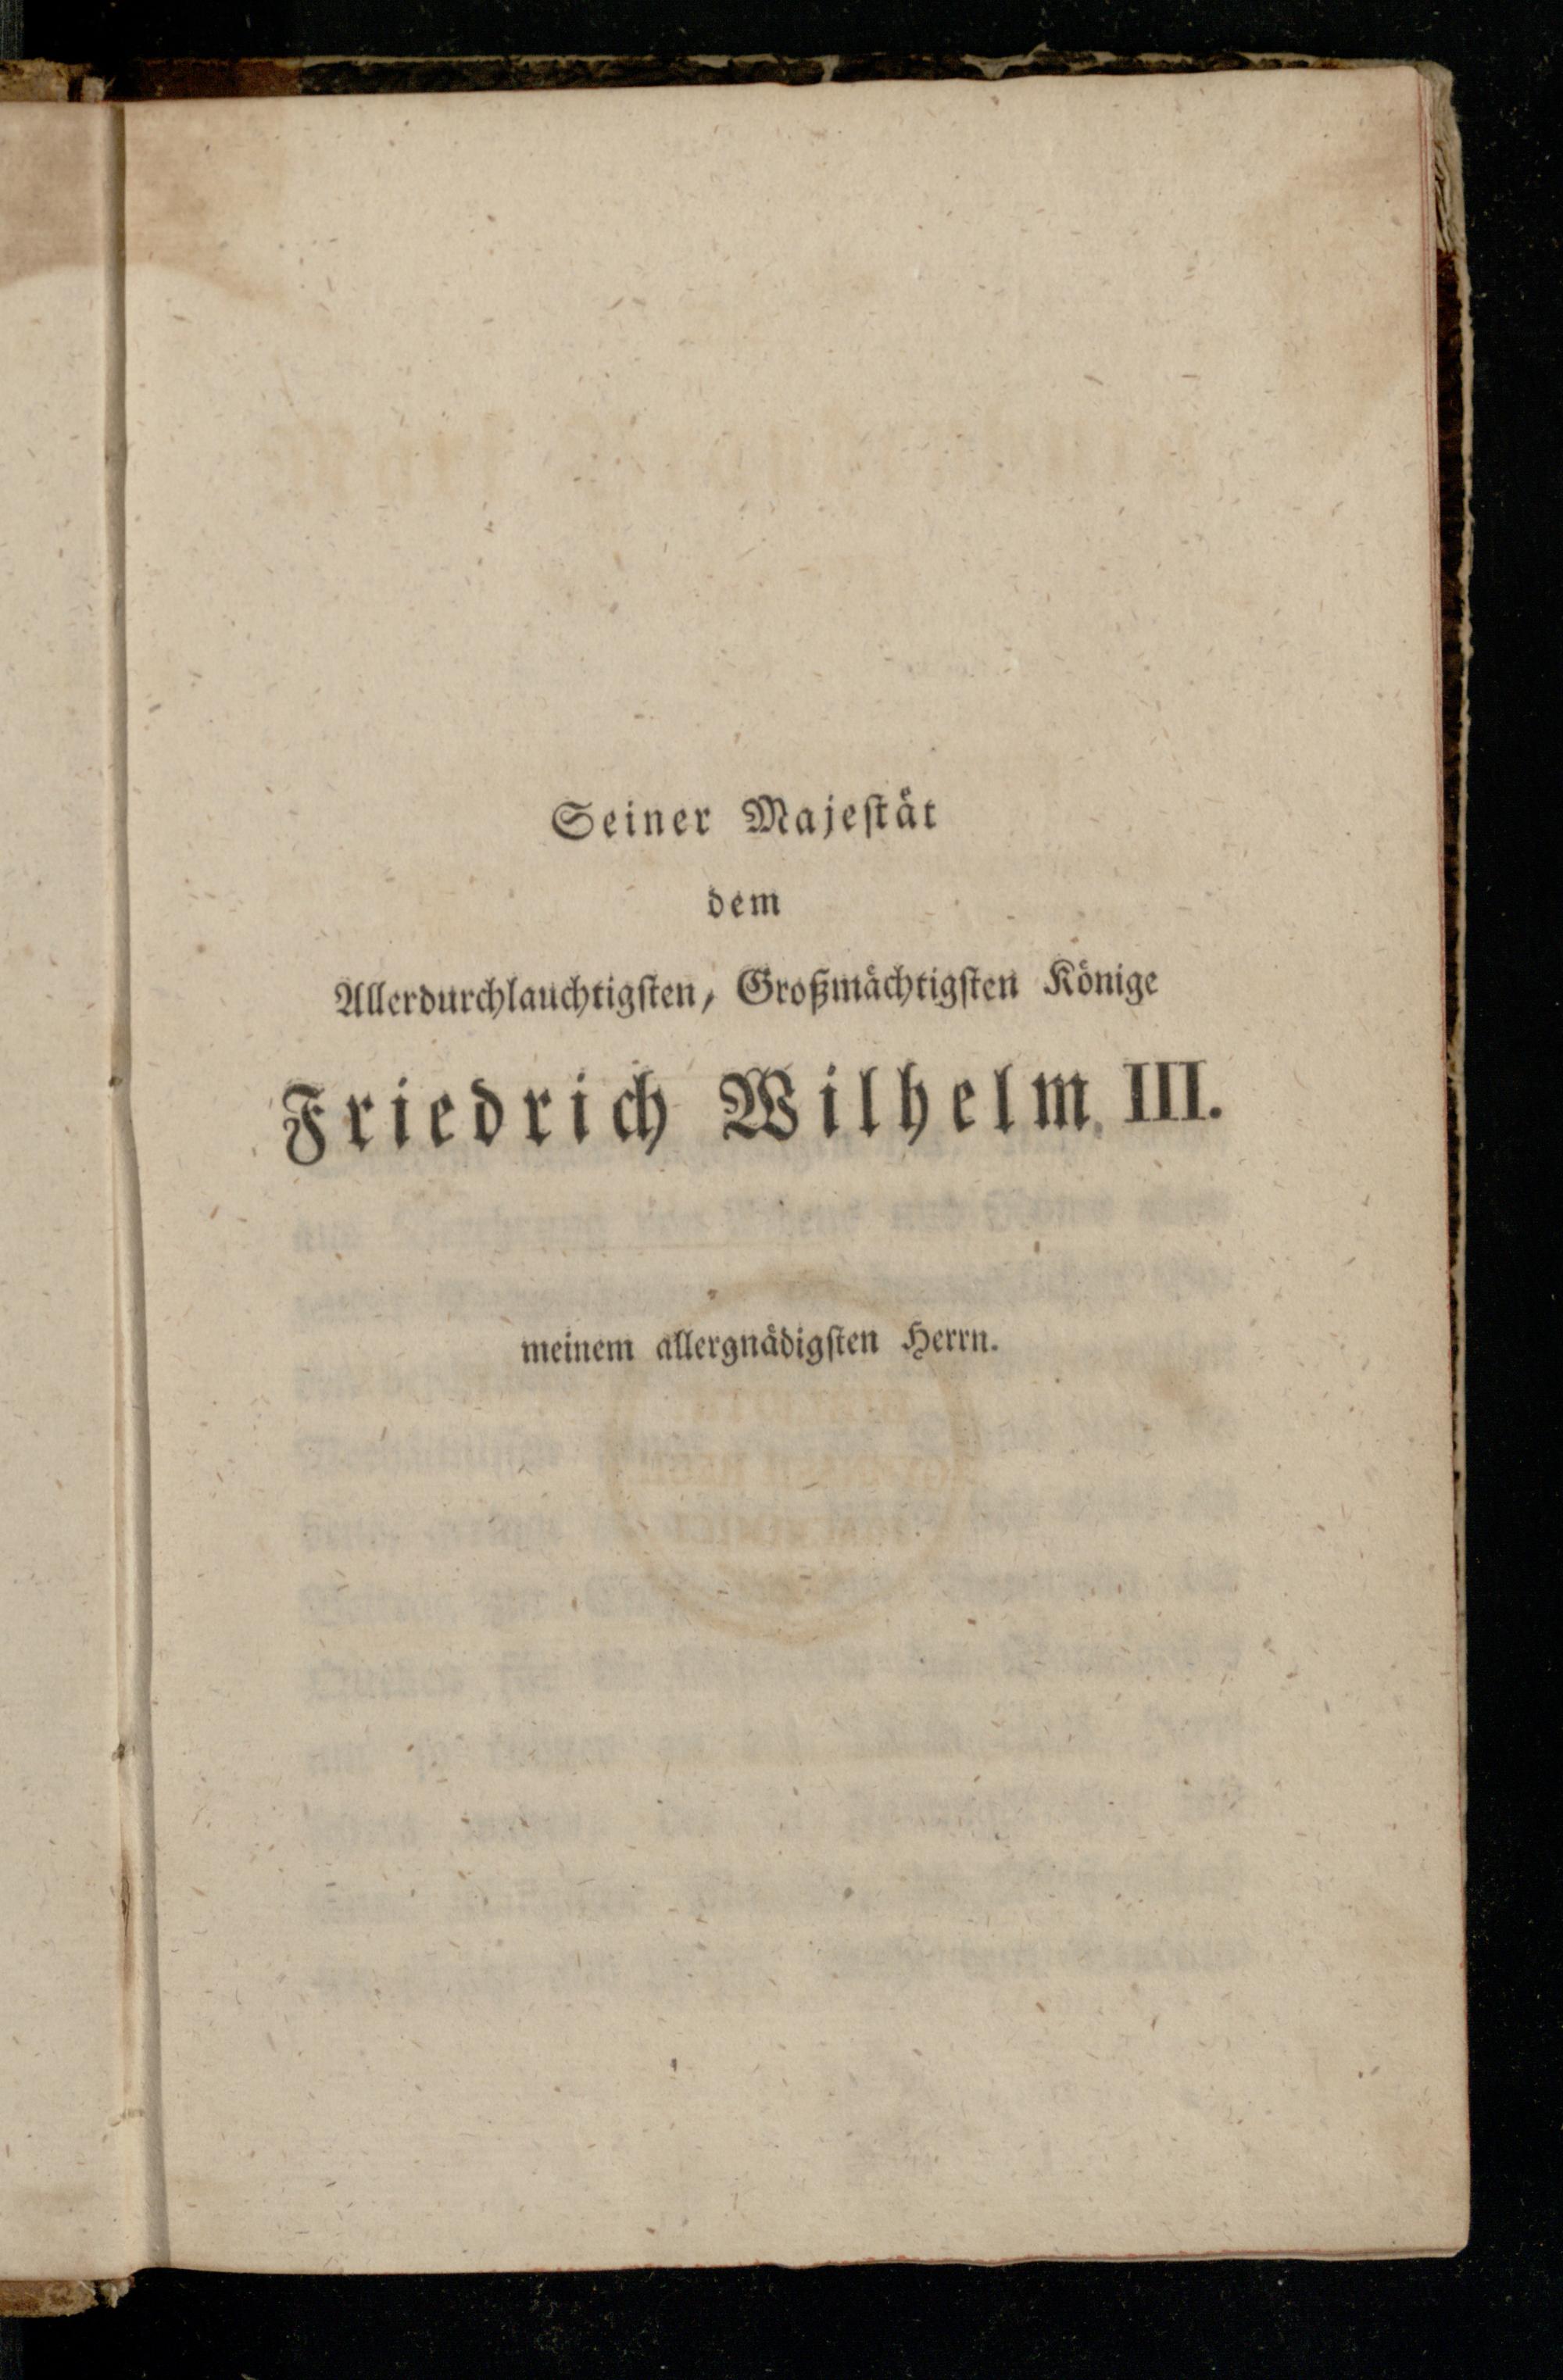 Seiner Majeſtät
dem
Allerdurchlauchtigſten, Großmächtigſten Könige
Friedrich Wilhelm III.
meinem allergnädigſten Herrn.